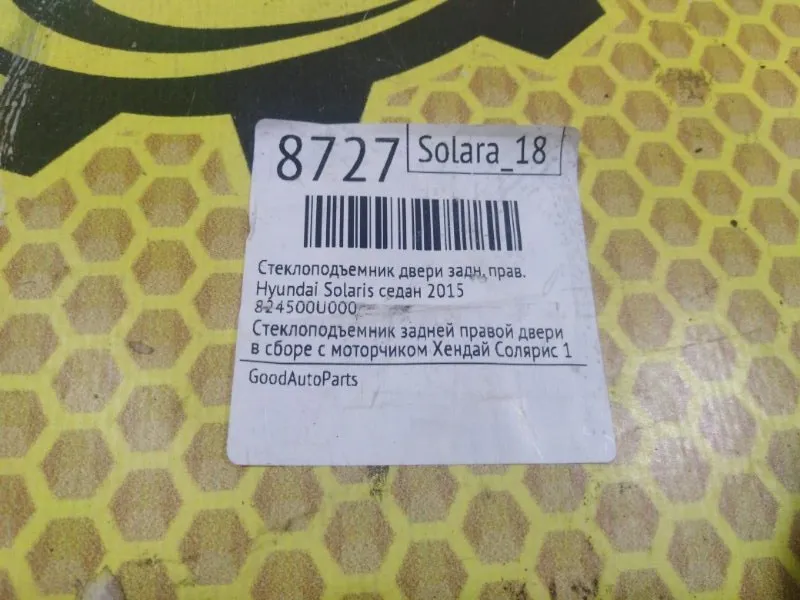 8727
Solara_18
Стеклоподъемник двери задн. прав.
Hyundai Solaris седан 2015
824500U000
Стеклоподъемник задней правой двери
в сборе с моторчиком Хендай Солярис 1
GoodAutoParts